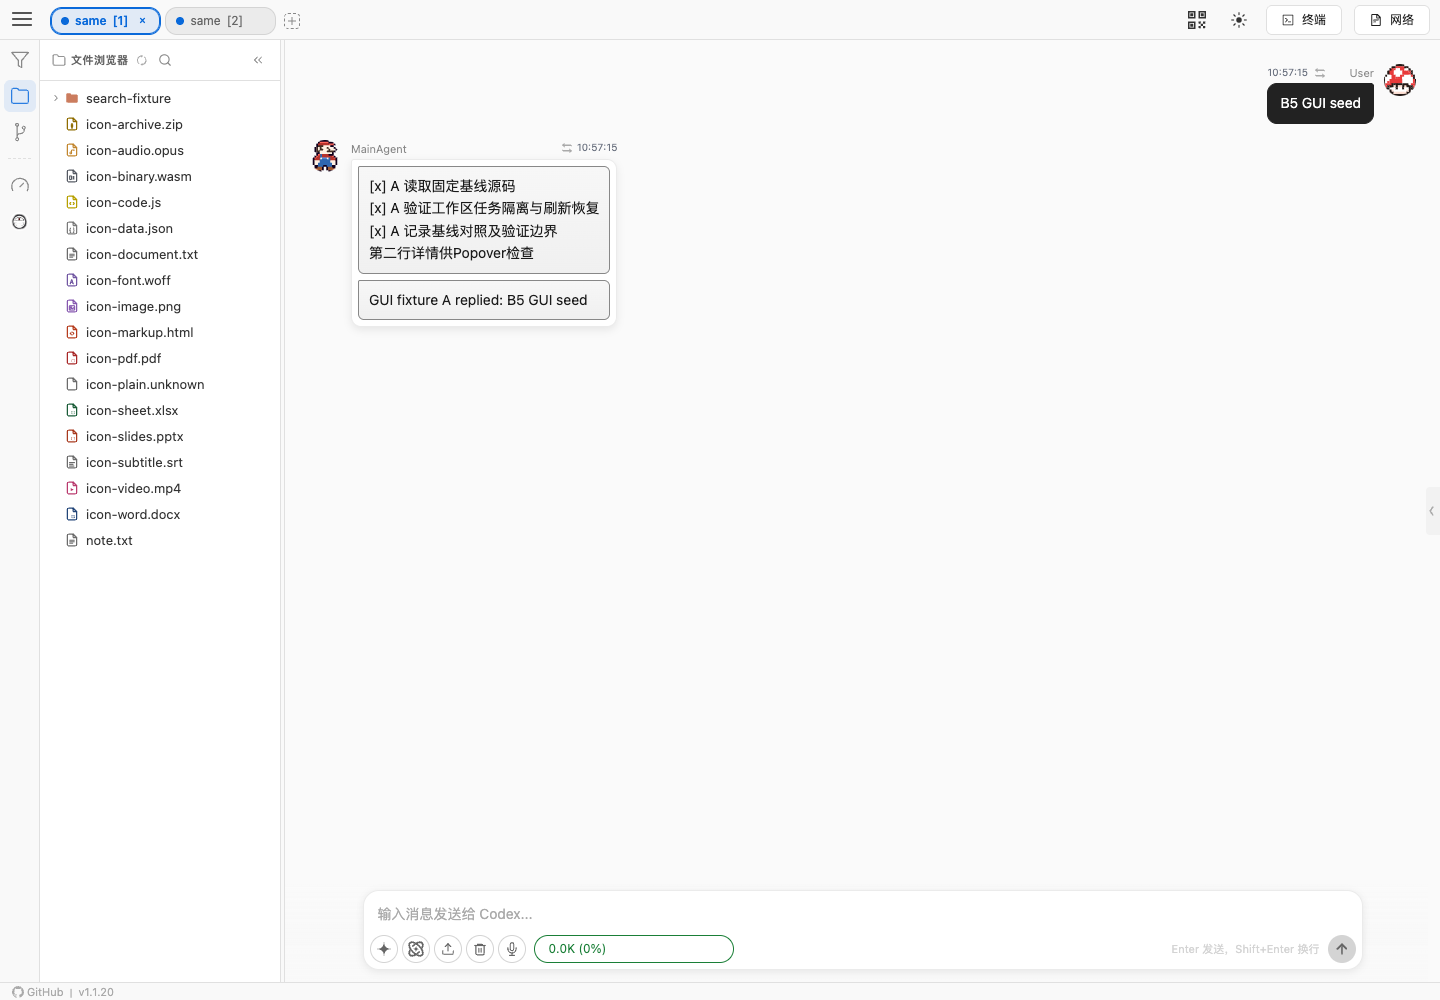 same [1] ×
same [2]
终端
网络
文件浏览器
search-fixture
icon-archive.zip
icon-audio.opus
icon-binary.wasm
icon-code.js
icon-data.json
icon-document.txt
icon-font.woff
icon-image.png
icon-markup.html
icon-pdf.pdf
icon-plain.unknown
icon-sheet.xlsx
icon-slides.pptx
icon-subtitle.srt
icon-video.mp4
icon-word.docx
note.txt
10:57:15 User
B5 GUI seed
MainAgent 10:57:15
[x] A 读取固定基线源码
[x] A 验证工作区任务隔离与刷新恢复
[x] A 记录基线对照及验证边界
第二行详情供Popover检查
GUI fixture A replied: B5 GUI seed
输入消息发送给 Codex...
0.0K (0%)
Enter 发送，Shift+Enter 换行
GitHub | v1.1.20